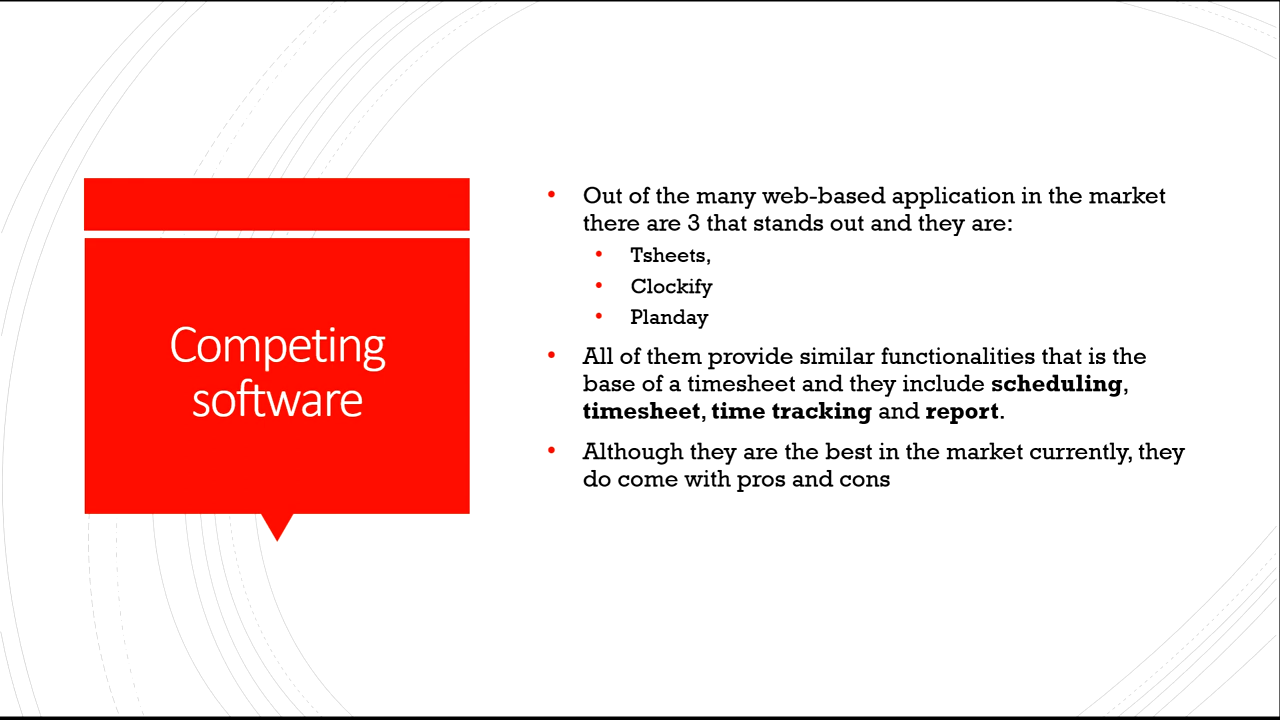 Competing
software
• Out of the many web-based application in the market
there are 3 that stands out and they are:
• Tsheets,
• Clockify
• Planday
• All of them provide similar functionalities that is the
base of a timesheet and they include scheduling,
timesheet, time tracking and report.
• Although they are the best in the market currently, they
do come with pros and cons